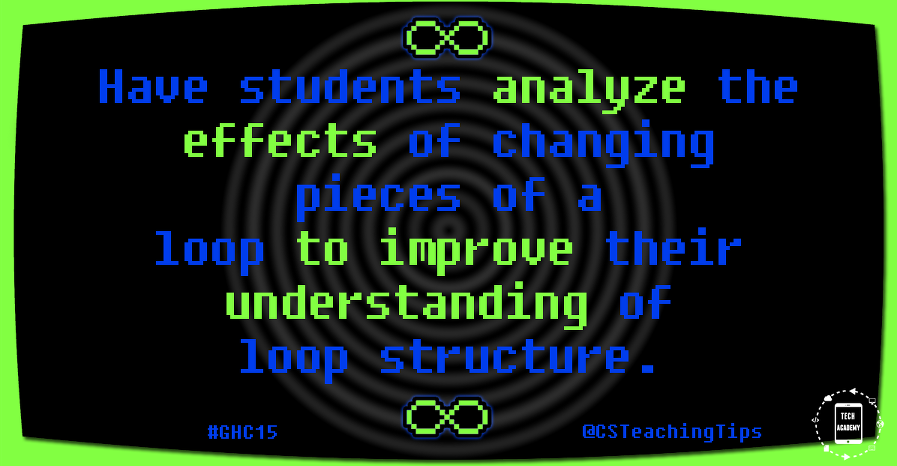 Have students analyze the
effects of changing
pieces of a
loop to improve their
understanding of
loop structure.
#GHC15
@CSTeachingTips
TECH
ACADEMY